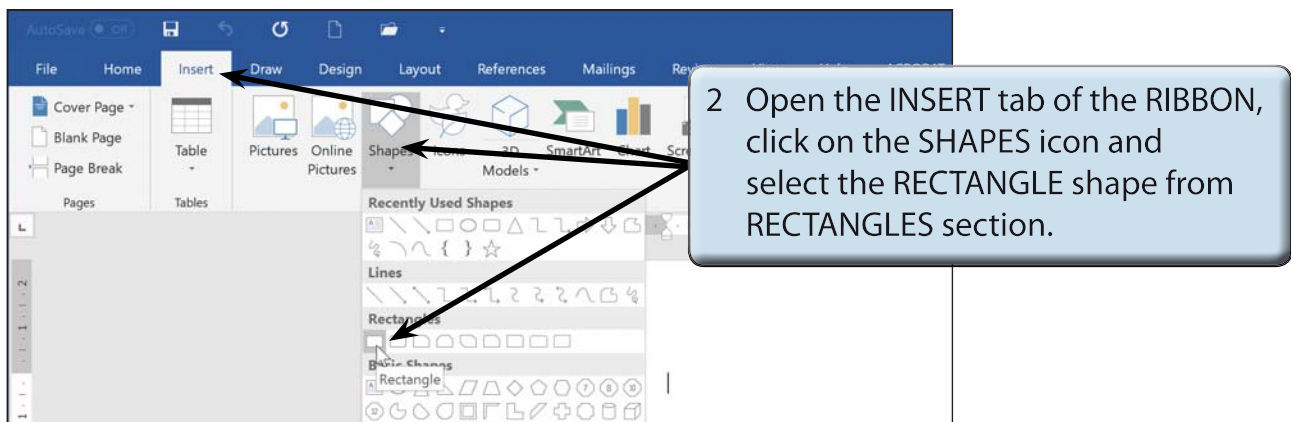 AutoSave Off
File Home Insert Draw Design Layout References Mailings
Cover Page
Blank Page
Page Break
Table
Pictures
Online
Pictures
Shapes
3D
Models
SmartArt
Chart
Pages Tables
Recently Used Shapes
Lines
Rectangles
Basic Shapes
Rectangle
2 Open the INSERT tab of the RIBBON,
click on the SHAPES icon and
select the RECTANGLE shape from
RECTANGLES section.